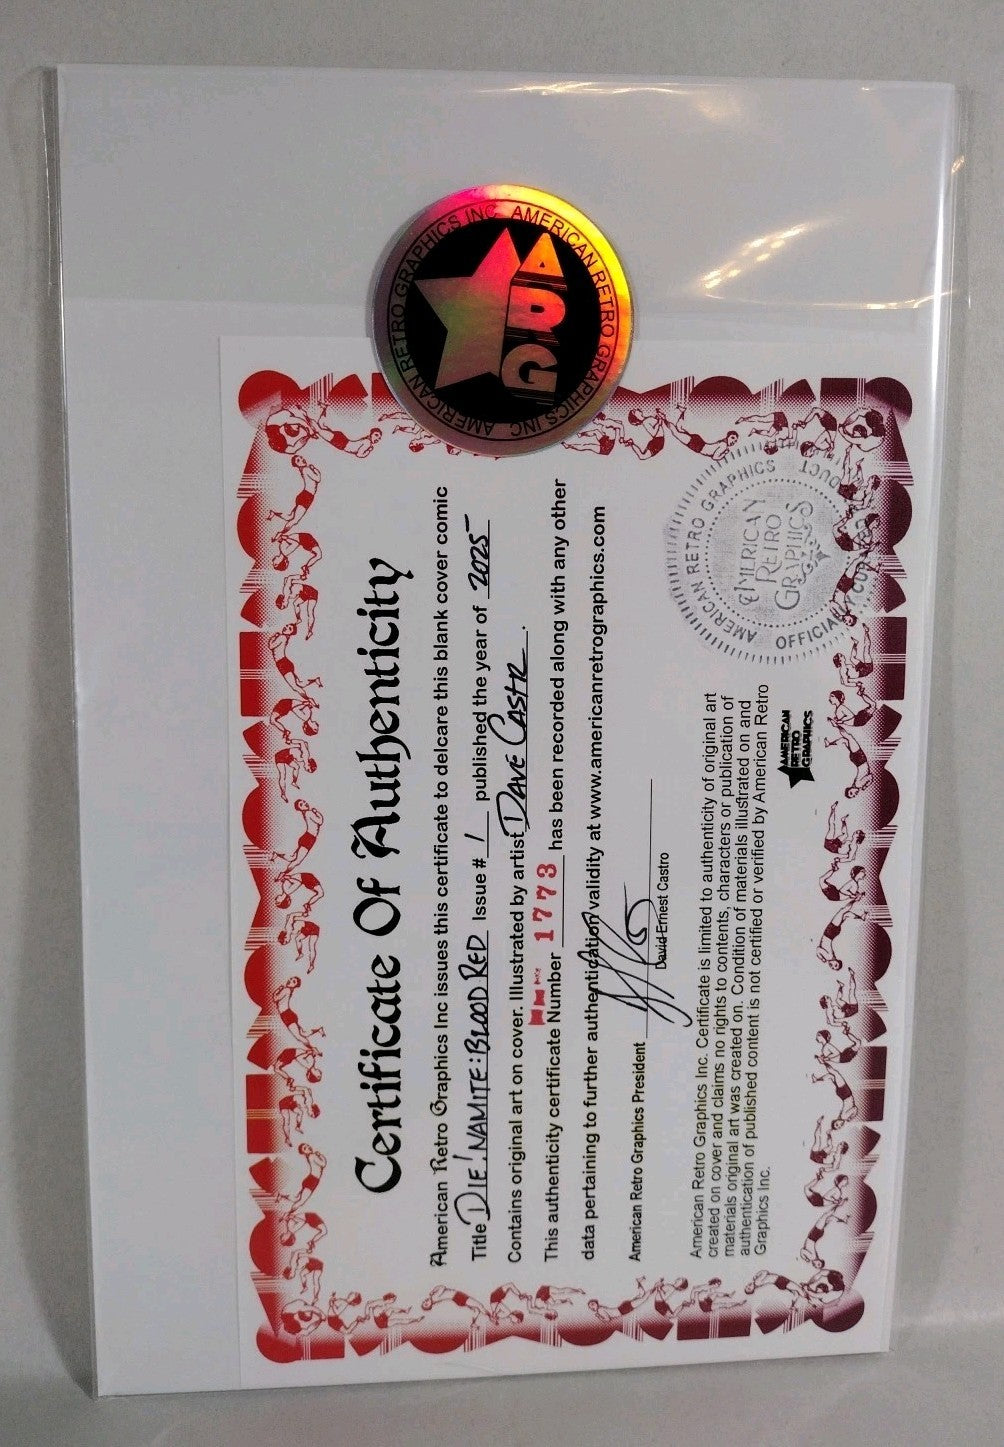 AMERICAN RETRO GRAPHICS INC. AMERICAN RETRO GRAPHICS INC.
ARG
Certificate Of Authenticity
American Retro Graphics Inc issues this certificate to delcare this blank cover comic
Title DIE!NAMITE: BLOOD RED Issue # 1 published the year of 2025
Contains original art on cover. Illustrated by artist DAVE CASTR.
This authenticity certificate Number 1773 has been recorded along with any other
data pertaining to further authentication validity at www.americanretrographics.com
American Retro Graphics President
David Ernest Castro
American Retro Graphics Inc. Certificate is limited to authenticity of original art
created on cover and claims no rights to contents, characters or publication of
materials original art was created on. Condition of materials illustrated on and
authentication of published content is not certified or verified by American Retro
Graphics Inc.
AMERICAN
RETRO
GRAPHICS
AMERICAN RETRO GRAPHICS
AMERICAN
RETRO
GRAPHICS
OFFICIAL